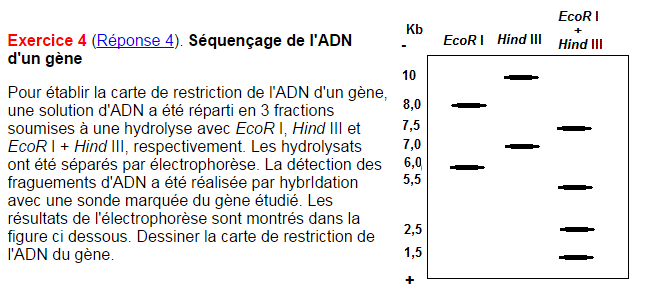 Exercice 4 (Réponse 4). Séquençage de l'ADN
d'un gène
Pour établir la carte de restriction de l'ADN d'un gène,
une solution d'ADN a été réparti en 3 fractions
soumises à une hydrolyse avec EcoR I, Hind III et
EcoR I + Hind III, respectivement. Les hydrolysats
ont été séparés par électrophorèse. La détection des
fraguements d'ADN a été réalisée par hybrIdation
avec une sonde marquée du gène étudié. Les
résultats de l'électrophorèse sont montrés dans la
figure ci dessous. Dessiner la carte de restriction de
l'ADN du gène.
Kb
-
EcoR I
Hind III
EcoR I
+
Hind III
10
8,0
7,5
7,0
6,0
5,5
2,5
1,5
+